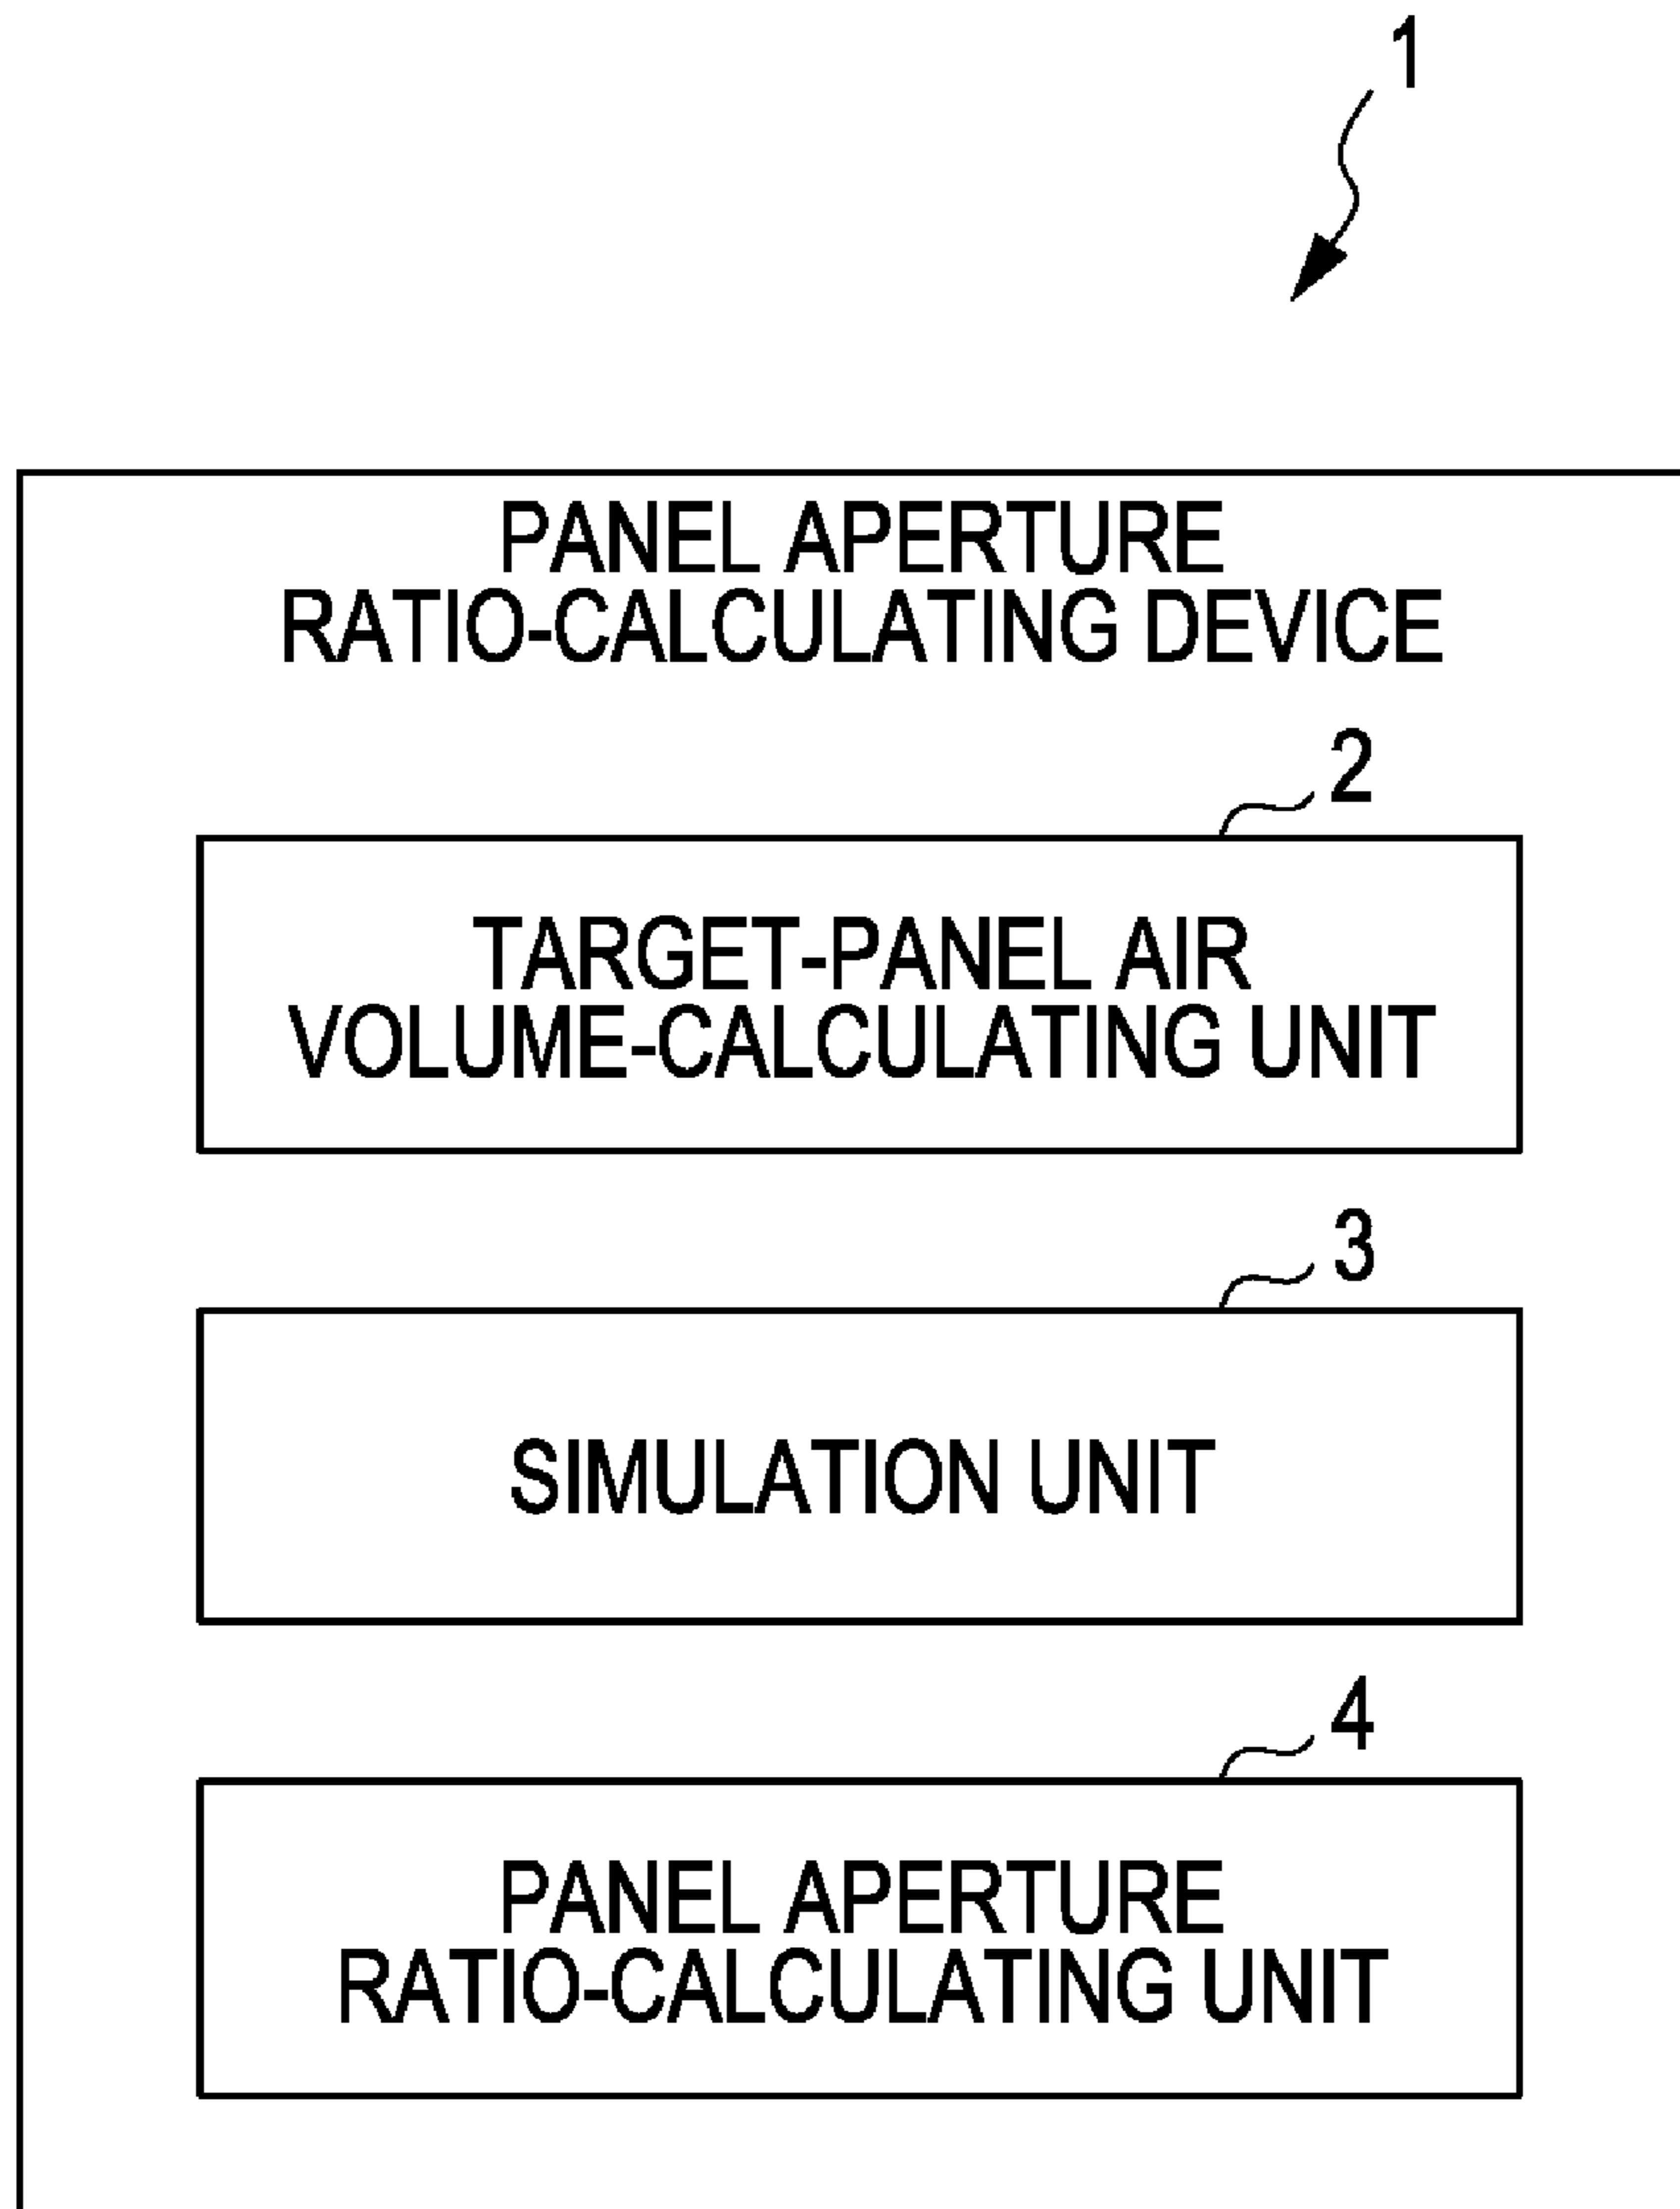 1
PANEL APERTURE
RATIO-CALCULATING DEVICE
2
TARGET-PANEL AIR
VOLUME-CALCULATING UNIT
3
SIMULATION UNIT
4
PANEL APERTURE
RATIO-CALCULATING UNIT